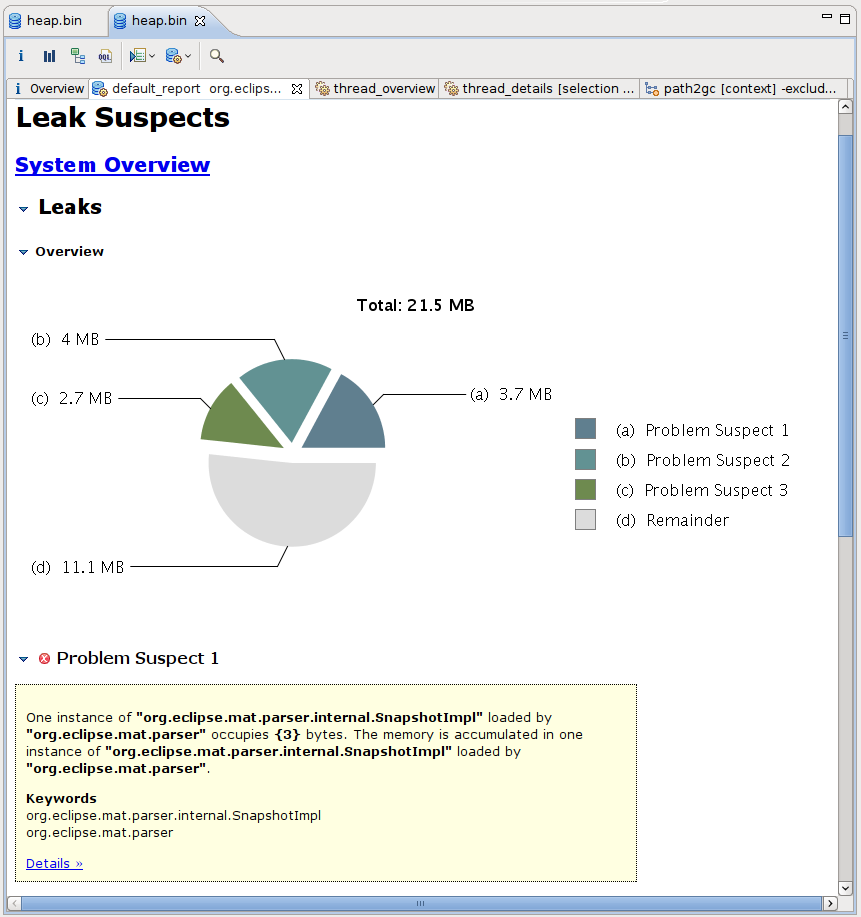 heap.bin
heap.bin
i
OQL
i Overview
default_report org.eclips...
thread_overview
thread_details [selection ...
path2gc [context] -exclud...
Leak Suspects
System Overview
Leaks
Overview
Total: 21.5 MB
(b) 4 MB
(c) 2.7 MB
(a) 3.7 MB
(a) Problem Suspect 1
(b) Problem Suspect 2
(c) Problem Suspect 3
(d) Remainder
(d) 11.1 MB
Problem Suspect 1
One instance of "org.eclipse.mat.parser.internal.SnapshotImpl" loaded by
"org.eclipse.mat.parser" occupies {3} bytes. The memory is accumulated in one
instance of "org.eclipse.mat.parser.internal.SnapshotImpl" loaded by
"org.eclipse.mat.parser".
Keywords
org.eclipse.mat.parser.internal.SnapshotImpl
org.eclipse.mat.parser
Details »